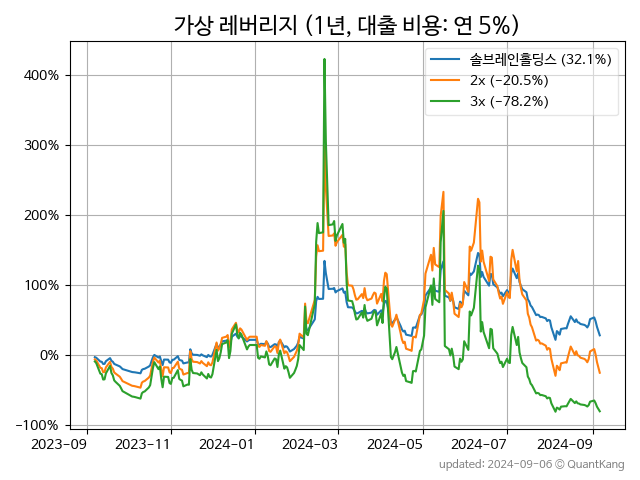 가상 레버리지 (1년, 대출 비용: 연 5%)
솔브레인홀딩스 (32.1%)
2x (−20.5%)
3x (−78.2%)
400%
300%
200%
100%
0%
−100%
2023-09 2023-11 2024-01 2024-03 2024-05 2024-07 2024-09
updated: 2024-09-06 © QuantKang